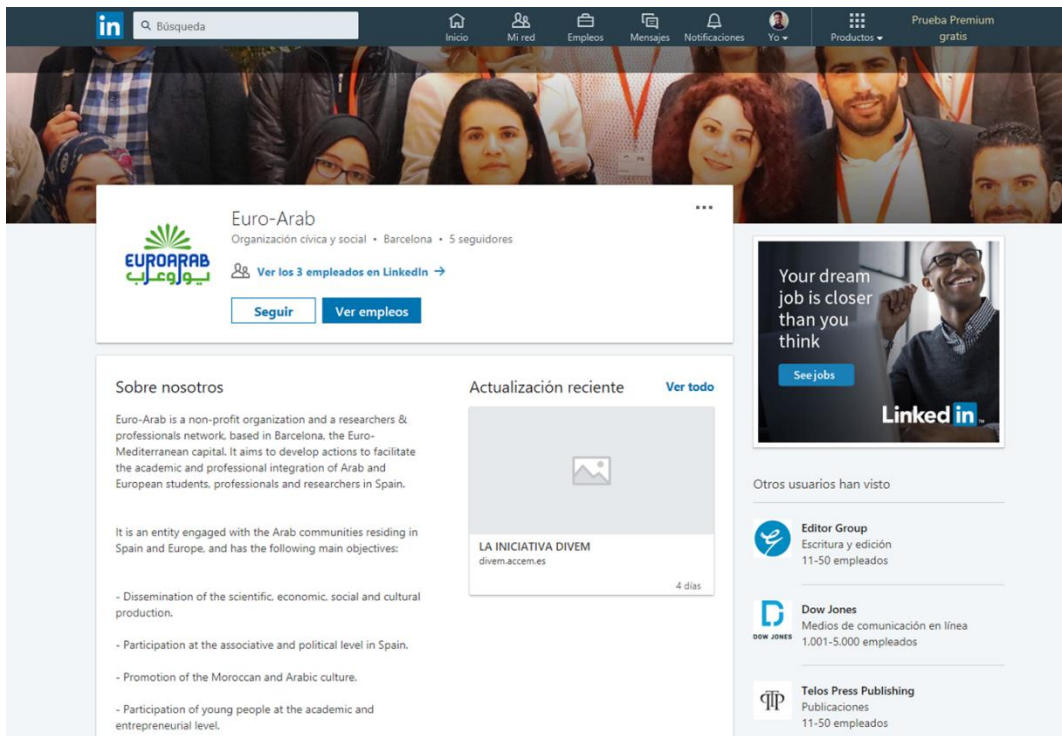 in
Búsqueda
Inicio
Mi red
Empleos
Mensajes
Notificaciones
Yo
Productos
Prueba Premium
gratis
Euro-Arab
Organización cívica y social • Barcelona • 5 seguidores
EUROARAB
يوروعرب
Ver los 3 empleados en LinkedIn →
Seguir
Ver empleos
Sobre nosotros
Euro-Arab is a non-profit organization and a researchers &
professionals network, based in Barcelona, the Euro-
Mediterranean capital. It aims to develop actions to facilitate
the academic and professional integration of Arab and
European students, professionals and researchers in Spain.
It is an entity engaged with the Arab communities residing in
Spain and Europe, and has the following main objectives:
- Dissemination of the scientific, economic, social and cultural
production.
- Participation at the associative and political level in Spain.
- Promotion of the Moroccan and Arabic culture.
- Participation of young people at the academic and
entrepreneurial level.
Actualización reciente
Ver todo
LA INICIATIVA DIVEM
divem.accem.es
4 días
Your dream
job is closer
than you
think
See jobs
Linked in
Otros usuarios han visto
Editor Group
Escritura y edición
11-50 empleados
DOW JONES
Dow Jones
Medios de comunicación en línea
1.001-5.000 empleados
Telos Press Publishing
Publicaciones
11-50 empleados